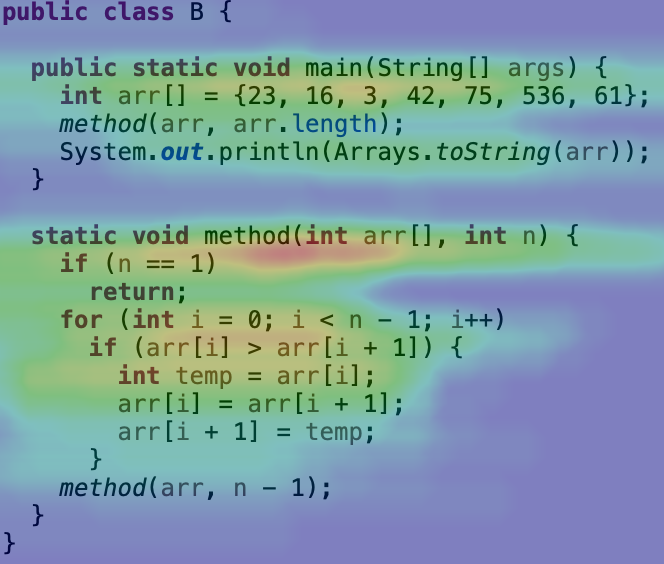 public class B {
public static void main(String[] args) {
int arr[] = {23, 16, 3, 42, 75, 536, 61};
method(arr, arr.length);
System.out.println(Arrays.toString(arr));
}
static void method(int arr[], int n) {
if (n == 1)
return;
for (int i = 0; i < n - 1; i++)
if (arr[i] > arr[i + 1]) {
int temp = arr[i];
arr[i] = arr[i + 1];
arr[i + 1] = temp;
}
method(arr, n - 1);
}
}